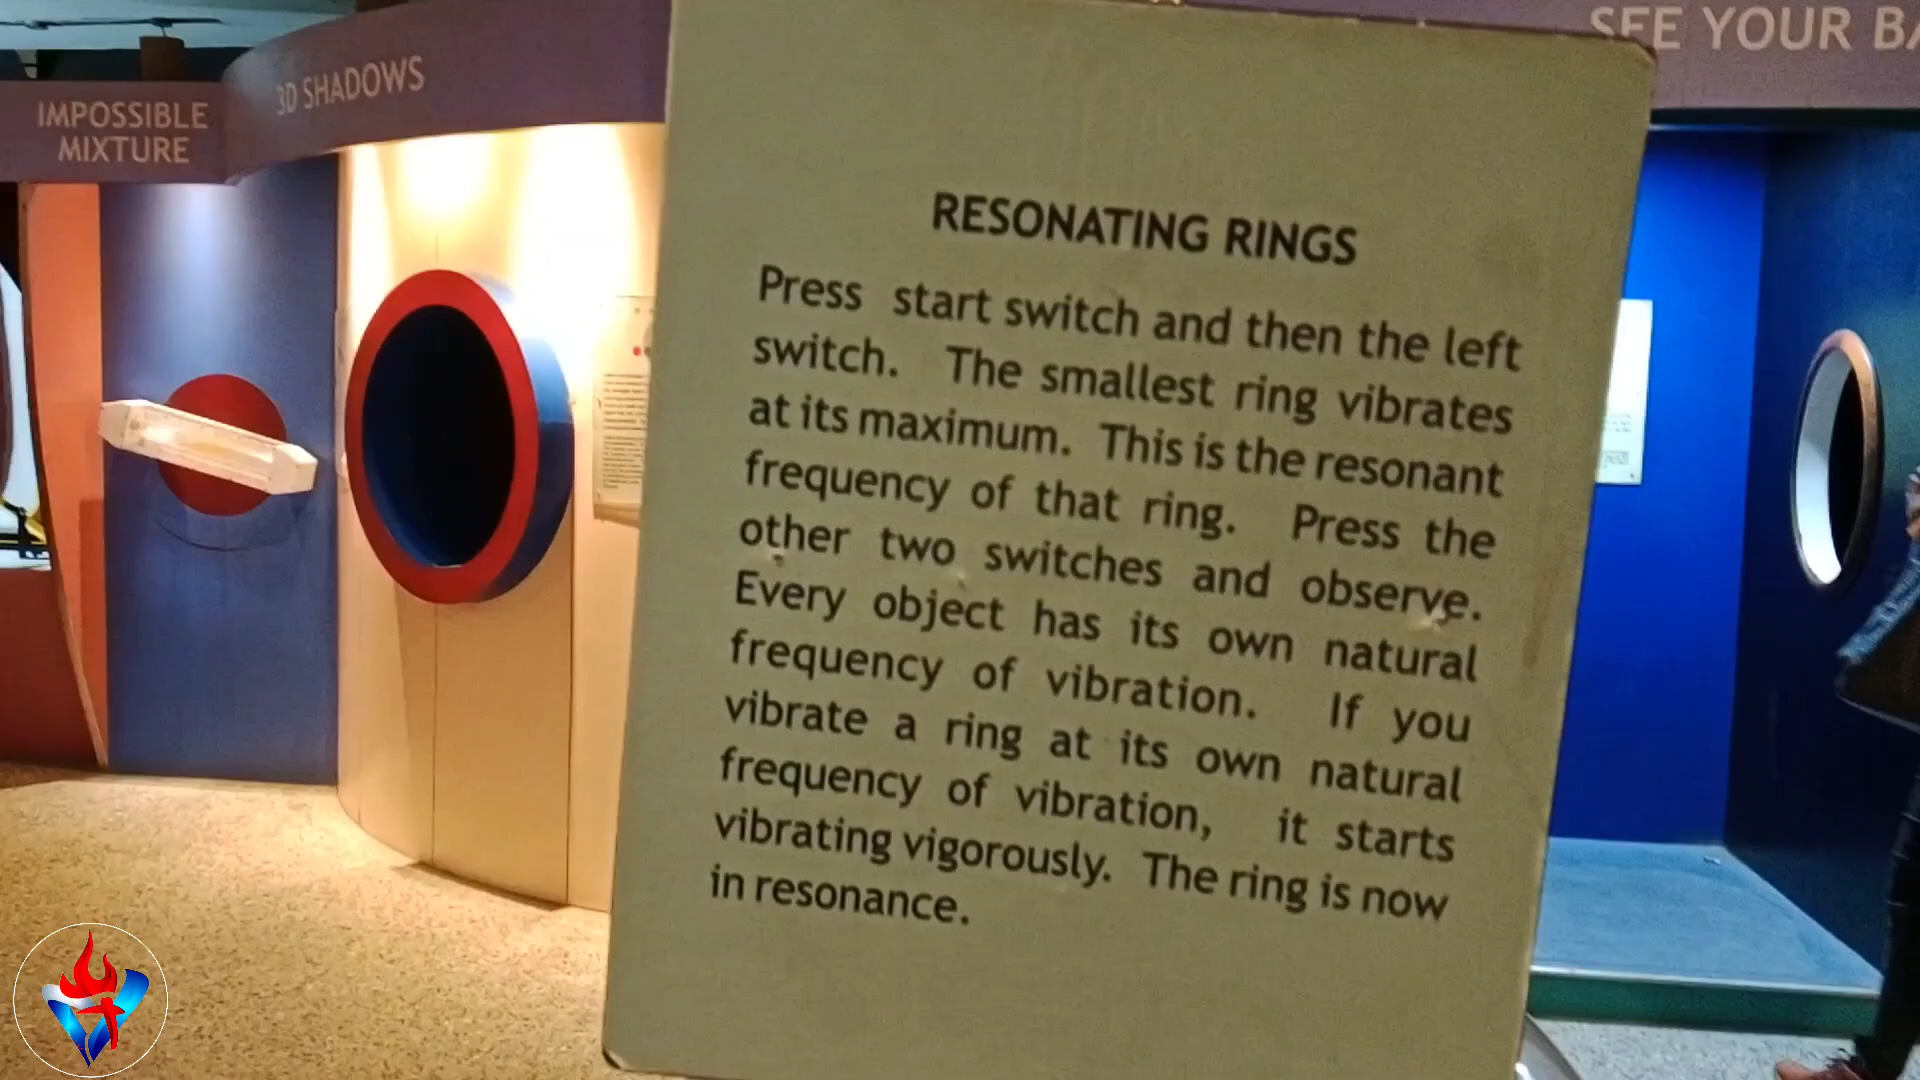 IMPOSSIBLE
MIXTURE
3D SHADOWS
SEE YOUR
RESONATING RINGS
Press start switch and then the left
switch. The smallest ring vibrates
at its maximum. This is the resonant
frequency of that ring. Press the
other two switches and observe.
Every object has its own natural
frequency of vibration. If you
vibrate a ring at its own natural
frequency of vibration, it starts
vibrating vigorously. The ring is now
in resonance.